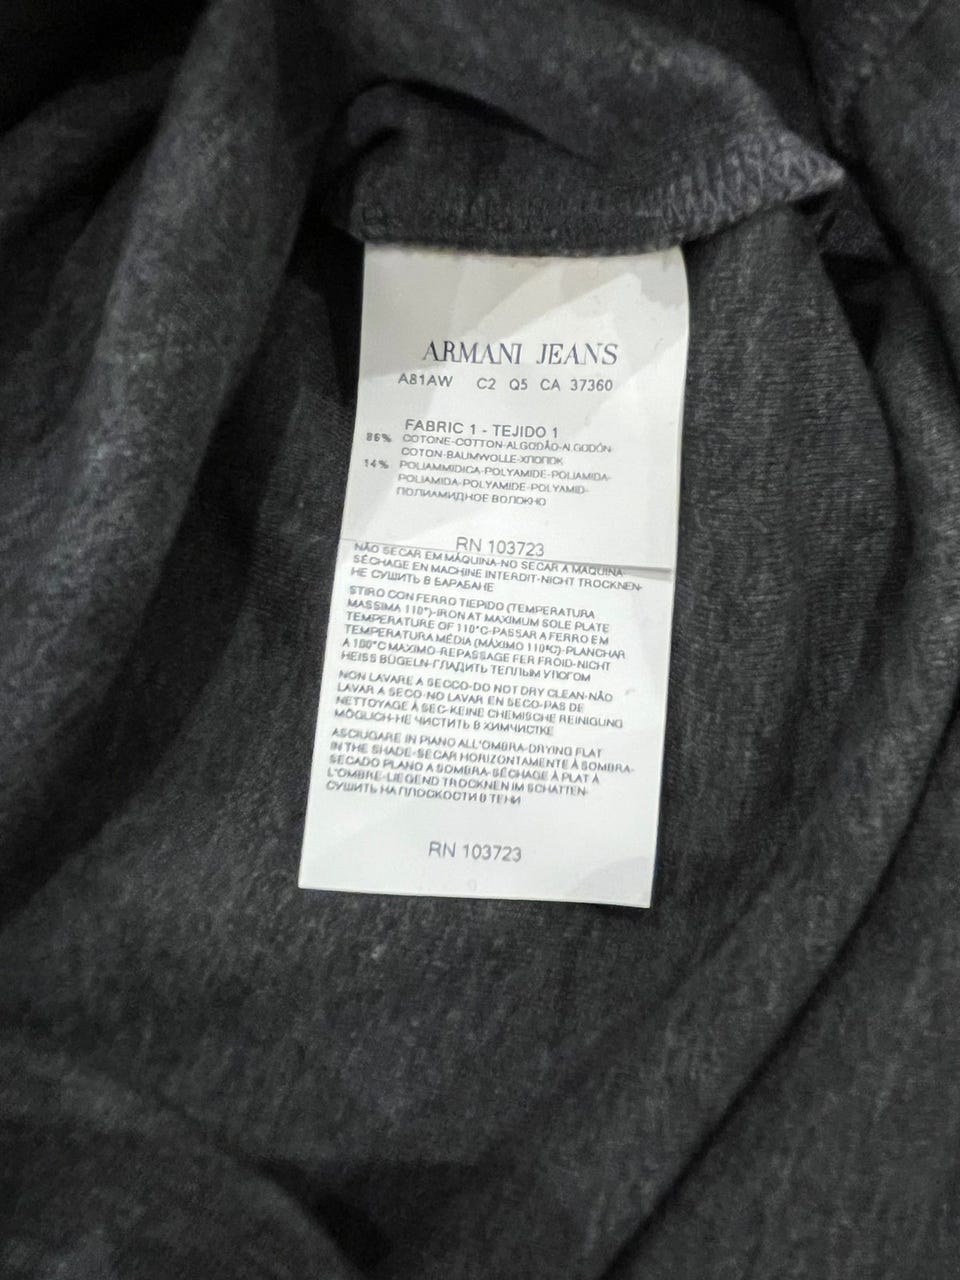 ARMANI JEANS
A81AW C2 Q5 CA 37360
FABRIC 1 - TEJIDO 1
86% COTONE-COTTON-ALGODÃO-ALGODÓN-
COTON-BAUMWOLLE-ХЛОПОК
14% POLIAMMIDICA-POLYAMIDE-POLIAMIDA-
POLIAMIDA-POLYAMIDE-POLYAMID-
ПОЛИАМИДНОЕ ВОЛОКНО
RN 103723
NÃO SECAR EM MÁQUINA-NO SECAR A MAQUINA-
SÉCHAGE EN MACHINE INTERDIT-NICHT TROCKNEN-
НЕ СУШИТЬ В БАРАБАНЕ
STIRO CON FERRO TIEPIDO (TEMPERATURA
MASSIMA 110°)-IRON AT MAXIMUM SOLE PLATE
TEMPERATURE OF 110°C-PASSAR A FERRO EM
TEMPERATURA MÉDIA (MÁXIMO 110°C)-PLANCHAR
A 100°C MAXIMO-REPASSAGE FER FROID-NICHT
HEISS BÜGELN-ГЛАДИТЬ ТЕПЛЫМ УТЮГОМ
NON LAVARE A SECCO-DO NOT DRY CLEAN-NÃO
LAVAR A SECO-NO LAVAR EN SECO-PAS DE
NETTOYAGE À SEC-KEINE CHEMISCHE REINIGUNG
MÖGLICH-НЕ ЧИСТИТЬ В ХИМЧИСТКЕ
ASCIUGARE IN PIANO ALL'OMBRA-DRYING FLAT
IN THE SHADE-SECAR HORIZONTAMENTE À SOMBRA-
SECADO PLANO A SOMBRA-SÉCHAGE À PLAT À
L'OMBRE-LIEGEND TROCKNEN IM SCHATTEN-
СУШИТЬ НА ПЛОСКОСТИ В ТЕНИ
RN 103723